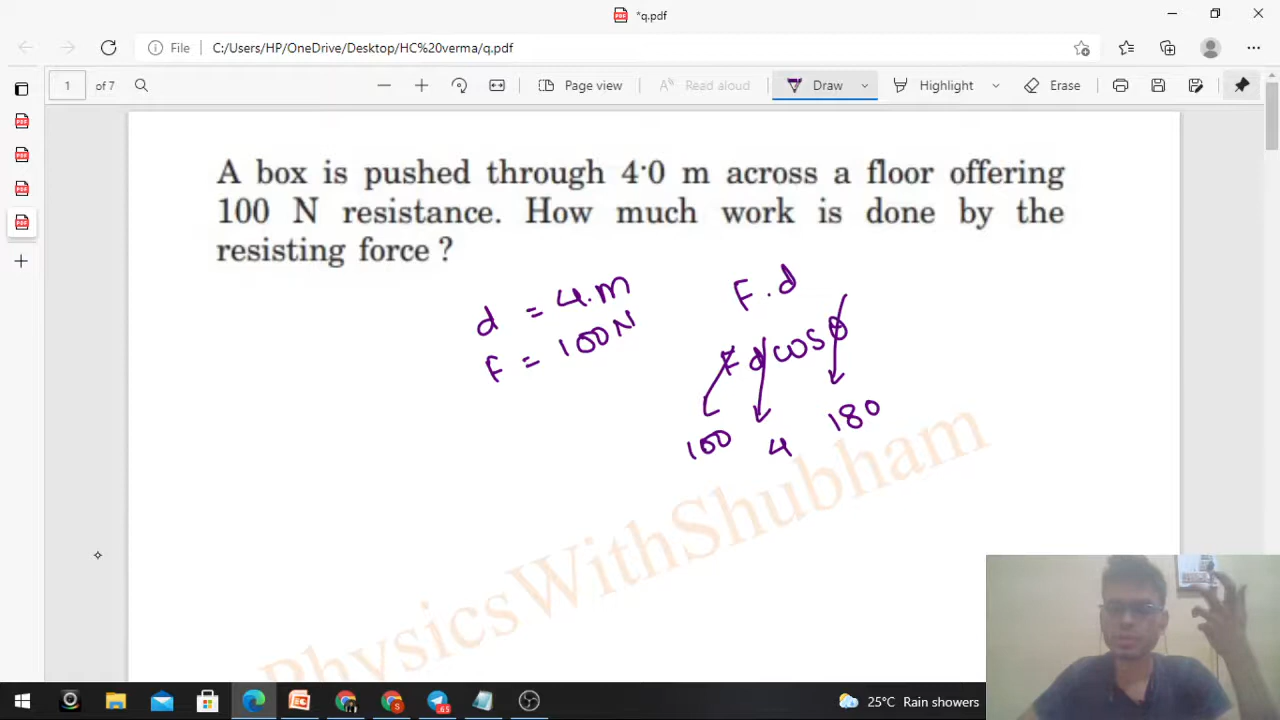 *q.pdf
File C:/Users/HP/OneDrive/Desktop/HC%20verma/q.pdf
1 of 7 Page view Read aloud Draw Highlight Erase
A box is pushed through 4·0 m across a floor offering
100 N resistance. How much work is done by the
resisting force ?
d = 4.m
F = 100N
F . d
F d cos θ
100 4 180
PhysicsWithShubham
25°C Rain showers